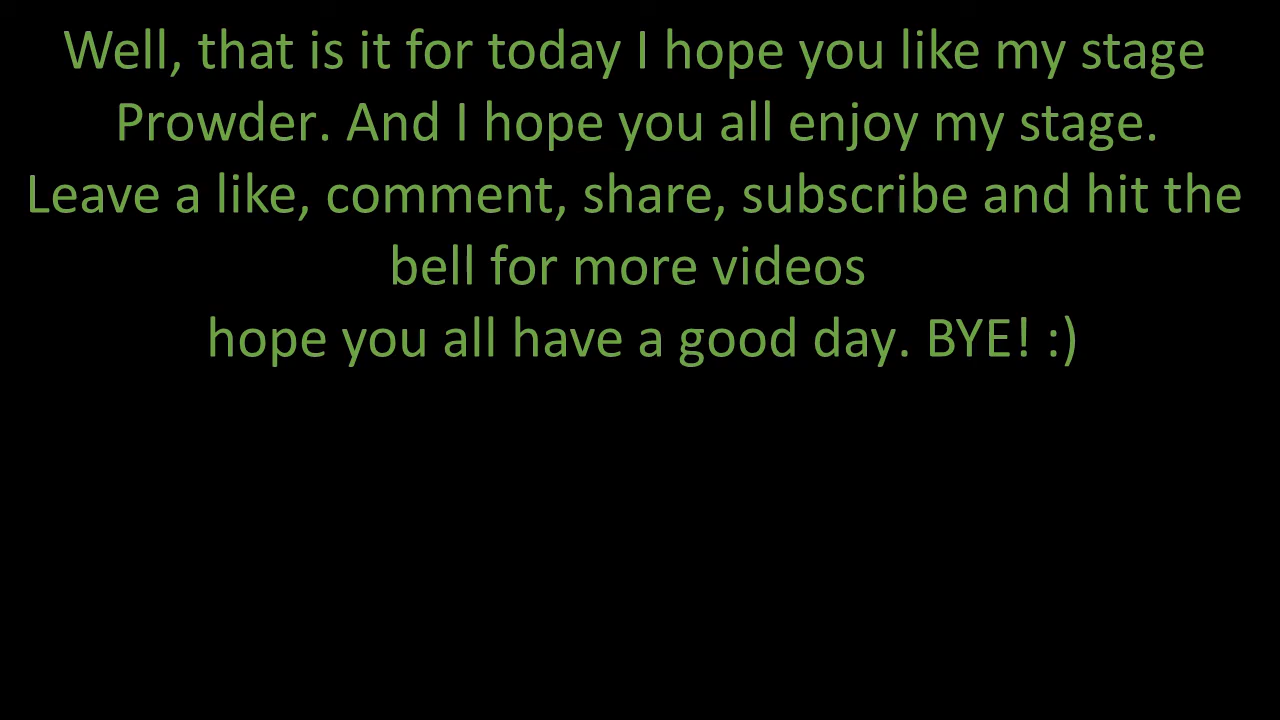 Well, that is it for today I hope you like my stage
Prowder. And I hope you all enjoy my stage.
Leave a like, comment, share, subscribe and hit the
bell for more videos
hope you all have a good day. BYE! :)